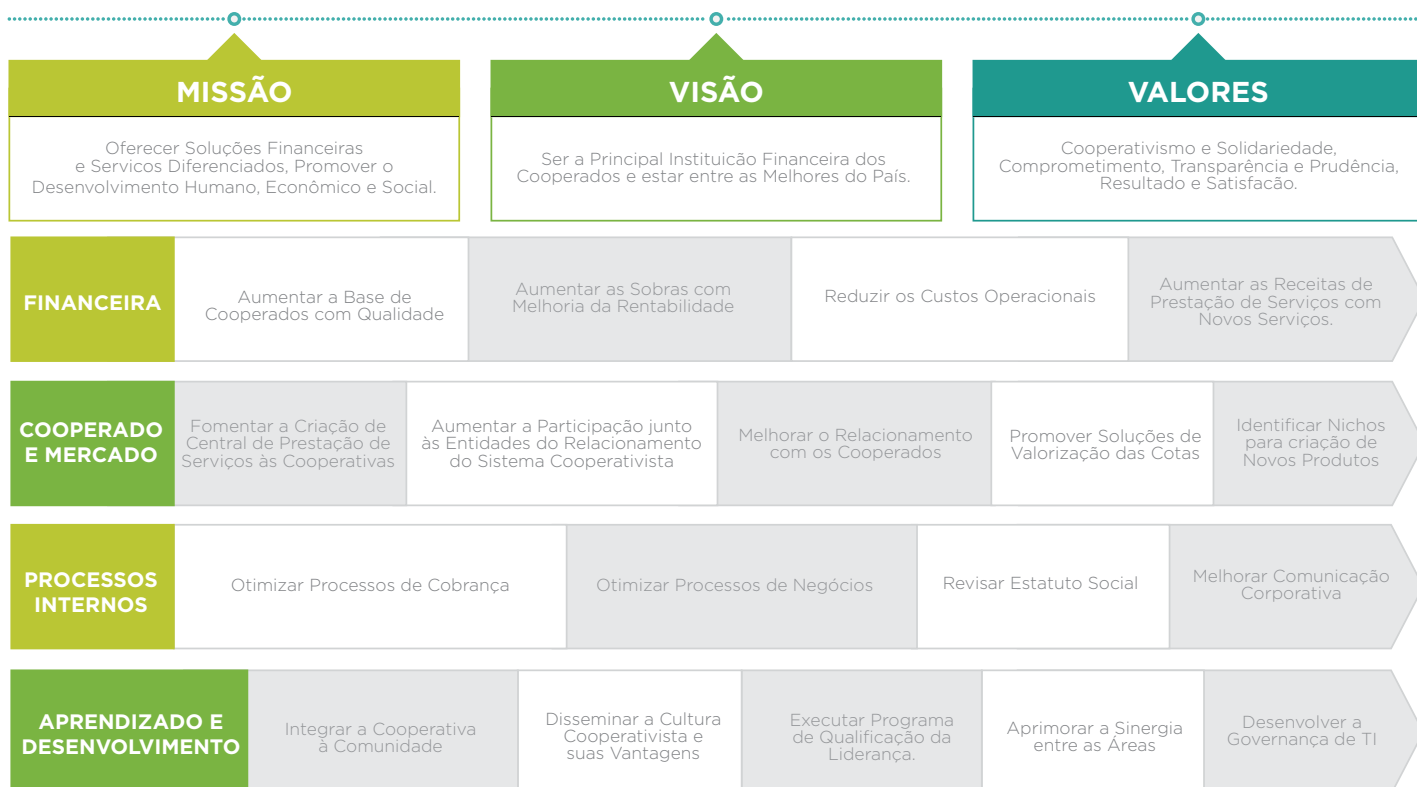 MISSÃO
Oferecer Soluções Financeiras
e Servicos Diferenciados, Promover o
Desenvolvimento Humano, Econômico e Social.
VISÃO
Ser a Principal Instituicão Financeira dos
Cooperados e estar entre as Melhores do País.
VALORES
Cooperativismo e Solidariedade,
Comprometimento, Transparência e Prudência,
Resultado e Satisfacão.
FINANCEIRA
Aumentar a Base de
Cooperados com Qualidade
Aumentar as Sobras com
Melhoria da Rentabilidade
Reduzir os Custos Operacionais
Aumentar as Receitas de
Prestação de Serviços com
Novos Serviços.
COOPERADO
E MERCADO
Fomentar a Criação de
Central de Prestação de
Serviços às Cooperativas
Aumentar a Participação junto
às Entidades do Relacionamento
do Sistema Cooperativista
Melhorar o Relacionamento
com os Cooperados
Promover Soluções de
Valorização das Cotas
Identificar Nichos
para criação de
Novos Produtos
PROCESSOS
INTERNOS
Otimizar Processos de Cobrança
Otimizar Processos de Negócios
Revisar Estatuto Social
Melhorar Comunicação
Corporativa
APRENDIZADO E
DESENVOLVIMENTO
Integrar a Cooperativa
à Comunidade
Disseminar a Cultura
Cooperativista e
suas Vantagens
Executar Programa
de Qualificação da
Liderança.
Aprimorar a Sinergia
entre as Áreas
Desenvolver a
Governança de TI